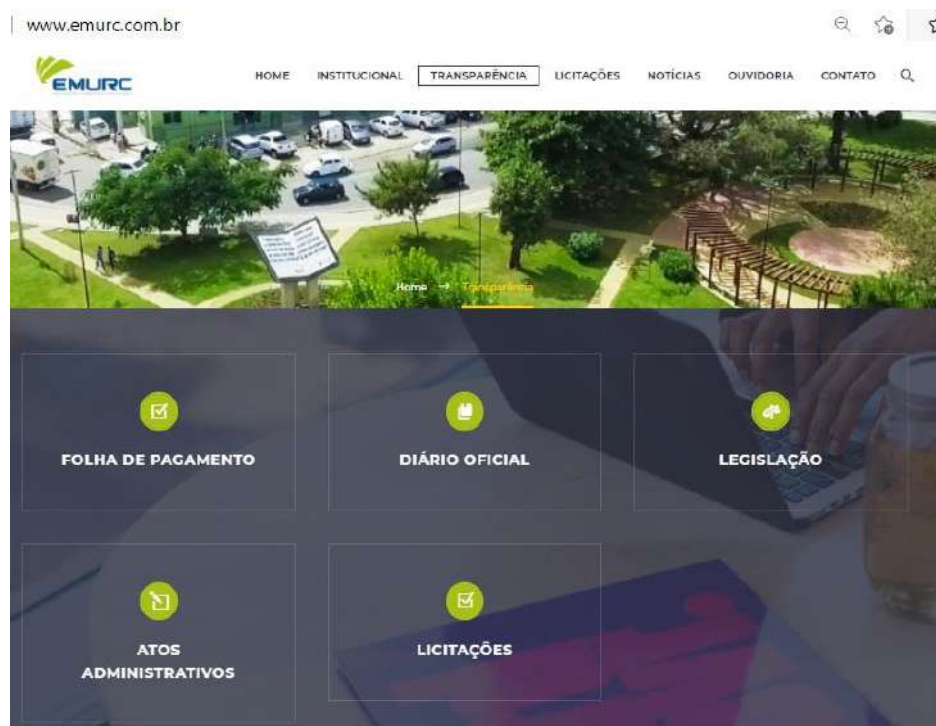 www.emurc.com.br
EMURC
HOME INSTITUCIONAL TRANSPARÊNCIA LICITAÇÕES NOTÍCIAS OUVIDORIA CONTATO
Home → Transparência
FOLHA DE PAGAMENTO
DIÁRIO OFICIAL
LEGISLAÇÃO
ATOS
ADMINISTRATIVOS
LICITAÇÕES